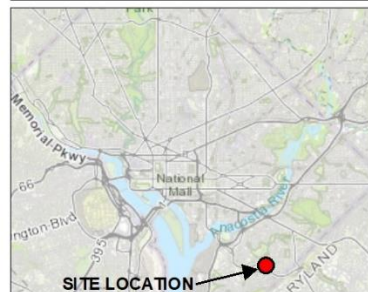 Park
Memorial Pkwy
66
National
Mall
ngton Blvd
395
Anacostia River
RYLAND
SITE LOCATION